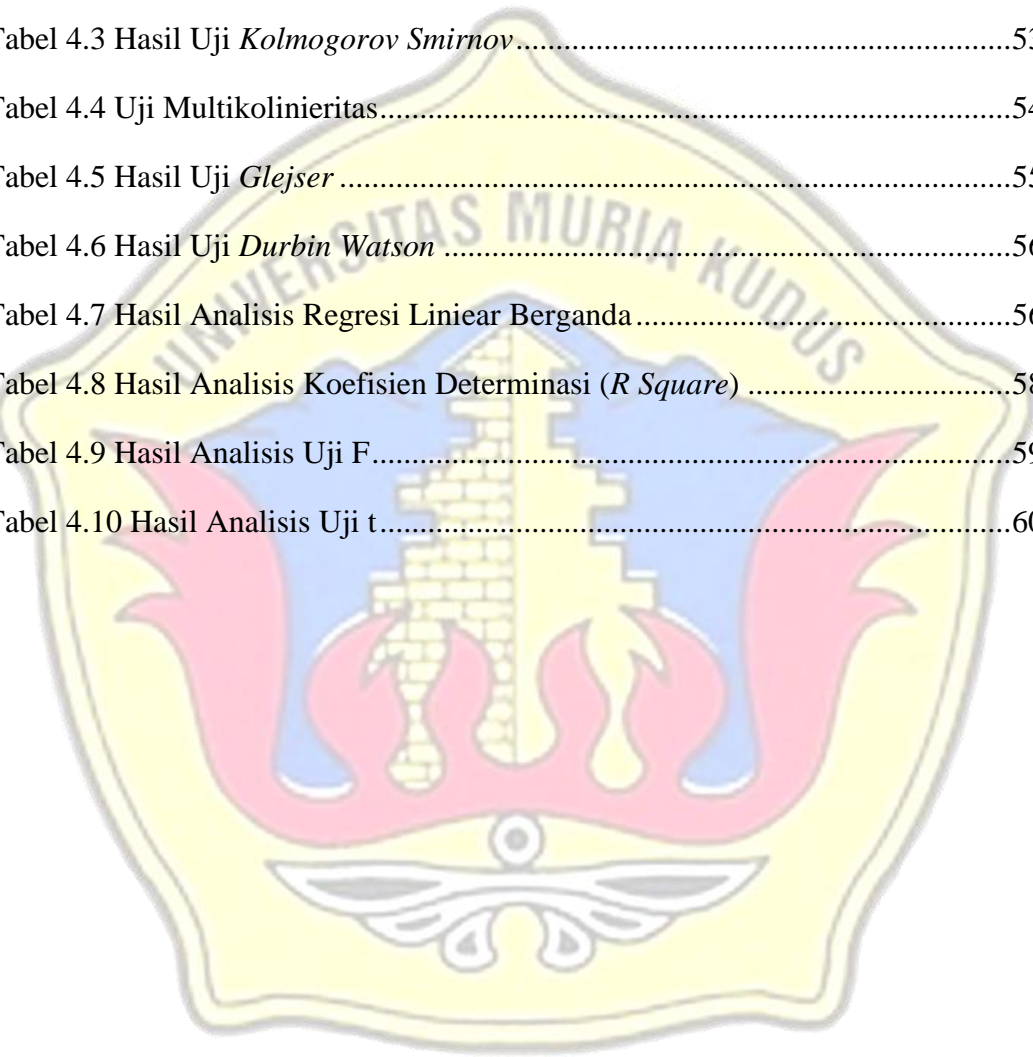 Tabel 4.3 Hasil Uji Kolmogorov Smirnov....................................................................53
Tabel 4.4 Uji Multikolinieritas....................................................................................54
Tabel 4.5 Hasil Uji Glejser.........................................................................................55
Tabel 4.6 Hasil Uji Durbin Watson............................................................................56
Tabel 4.7 Hasil Analisis Regresi Liniear Berganda....................................................56
Tabel 4.8 Hasil Analisis Koefisien Determinasi (R Square).......................................58
Tabel 4.9 Hasil Analisis Uji F.....................................................................................59
Tabel 4.10 Hasil Analisis Uji t....................................................................................60
UNIVERSITAS MURIA KUDUS